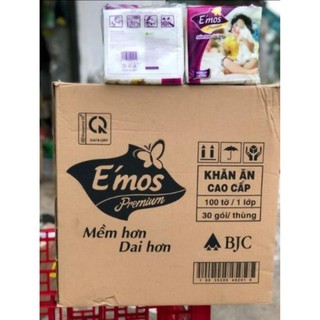 E'mos
E'mos
Premium
Mềm hơn
Dai hơn
KHĂN ĂN
CAO CẤP
100 tờ / 1 lớp
30 gói/ thùng
BJC